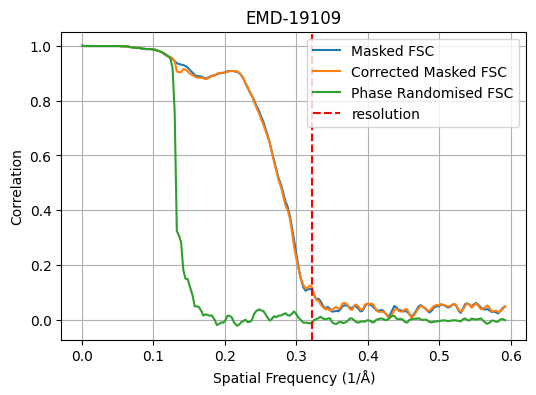 EMD-19109
Correlation
1.0
0.8
0.6
0.4
0.2
0.0
Masked FSC
Corrected Masked FSC
Phase Randomised FSC
resolution
0.0 0.1 0.2 0.3 0.4 0.5 0.6
Spatial Frequency (1/Å)